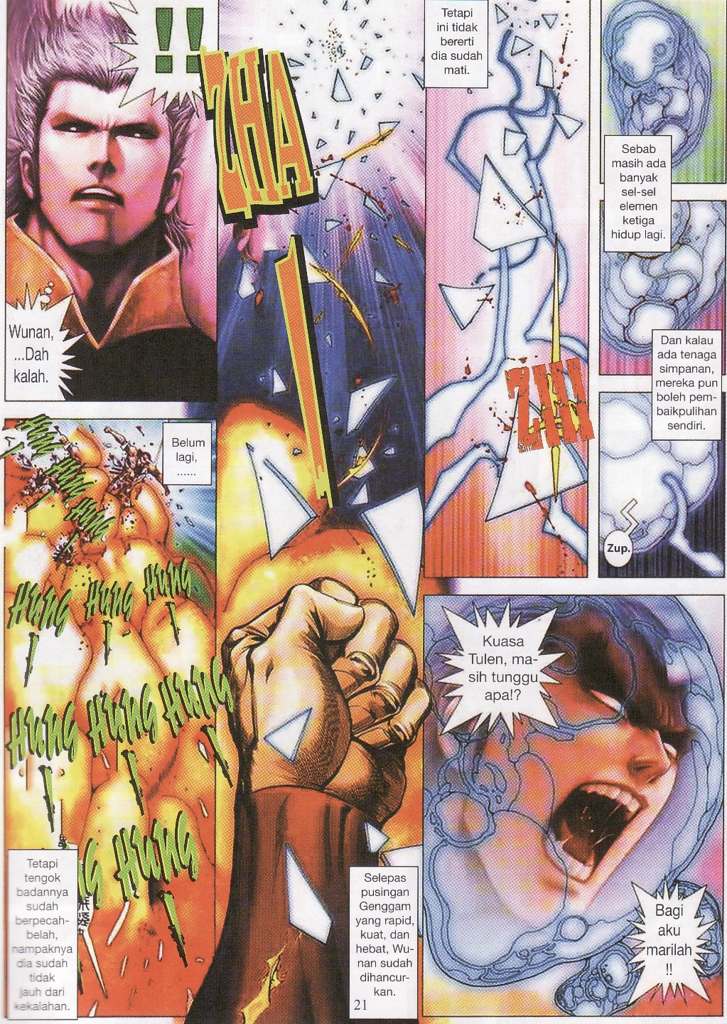 !!
Wunan,
...Dah
kalah.
ZHA
!
Tetapi
ini tidak
bererti
dia sudah
mati.
ZHI
Sebab
masih ada
banyak
sel-sel
elemen
ketiga
hidup lagi.
Dan kalau
ada tenaga
simpanan,
mereka pun
boleh pem-
baikpulihan
sendiri.
Zup.
Belum
lagi,
......
Hung
Hung
Hung
Hung!
Hung!
Hung!
Hung!
Hung!
Hung!
Hung
Hung!
Tetapi
tengok
badannya
sudah
berpecah-
belah,
nampaknya
dia sudah
tidak
jauh dari
kekalahan.
Selepas
pusingan
Genggam
yang rapid,
kuat, dan
hebat, Wu-
nan sudah
dihancur-
kan.
21
Kuasa
Tulen, ma-
sih tunggu
apa!?
Bagi
aku
marilah
!!